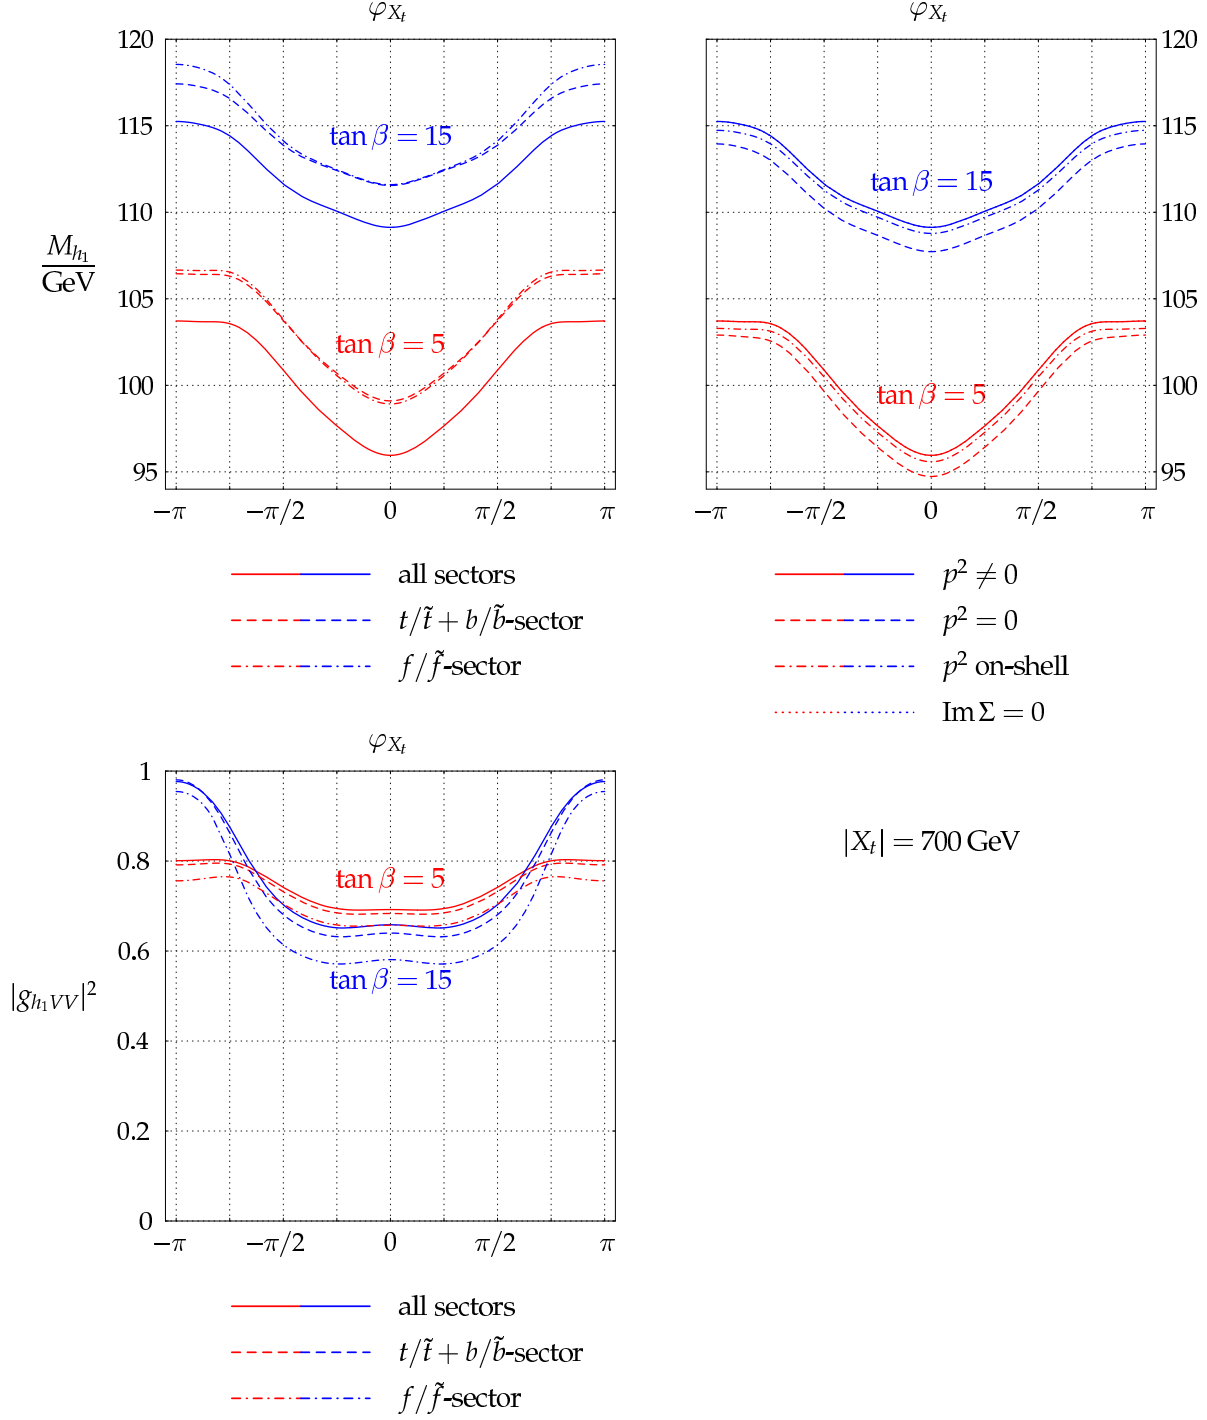 φ_{X_t}
120
115
110
105
100
95
M_{h_1}
GeV
tan β = 15
tan β = 5
−π
−π/2
0
π/2
π
all sectors
t/t̃ + b/b̃-sector
f/f̃-sector
φ_{X_t}
120
115
110
105
100
95
tan β = 15
tan β = 5
−π
−π/2
0
π/2
π
p² ≠ 0
p² = 0
p² on-shell
Im Σ = 0
φ_{X_t}
1
0.8
0.6
0.4
0.2
0
|g_{h_1VV}|²
tan β = 5
tan β = 15
−π
−π/2
0
π/2
π
|X_t| = 700 GeV
all sectors
t/t̃ + b/b̃-sector
f/f̃-sector